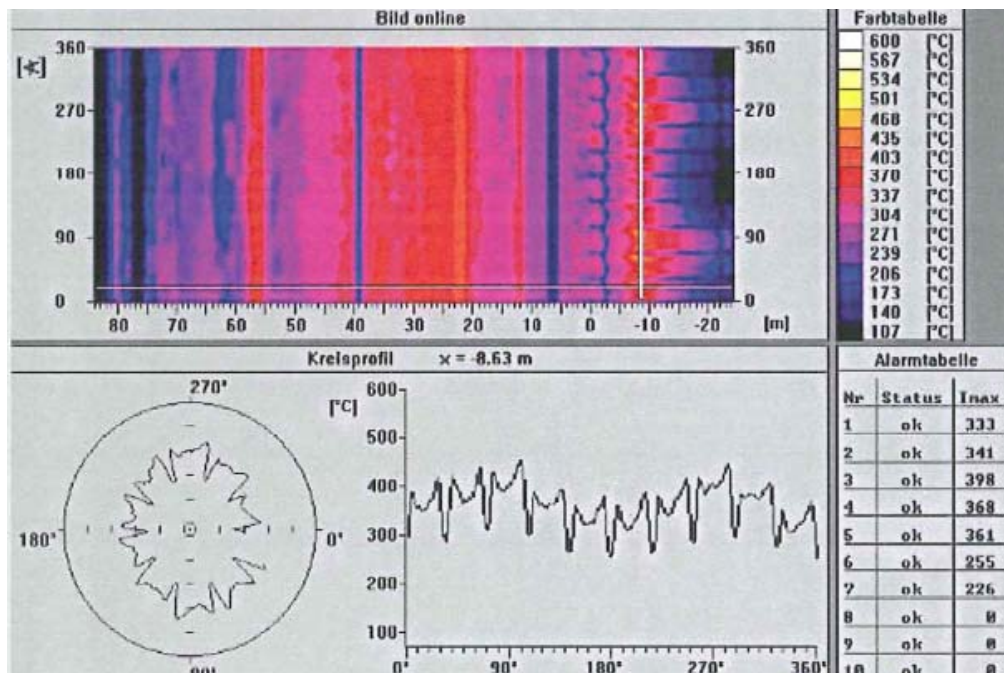 Bild online
360
270
180
90
0
360
270
180
90
0
80 70 60 50 40 30 20 10 0 -10 -20 [m]
Farbtabelle
600 [°C]
567 [°C]
534 [°C]
501 [°C]
468 [°C]
435 [°C]
403 [°C]
370 [°C]
337 [°C]
304 [°C]
271 [°C]
239 [°C]
206 [°C]
173 [°C]
140 [°C]
107 [°C]
Kreisprofil x = -8.63 m
270°
180°
0°
[°C]
600
500
400
300
200
100
0° 90° 180° 270° 360°
Alarmtabelle
Nr Status Imax
1 ok 333
2 ok 341
3 ok 398
4 ok 368
5 ok 361
6 ok 255
7 ok 226
8 ok 0
9 ok 0
10 ok 0